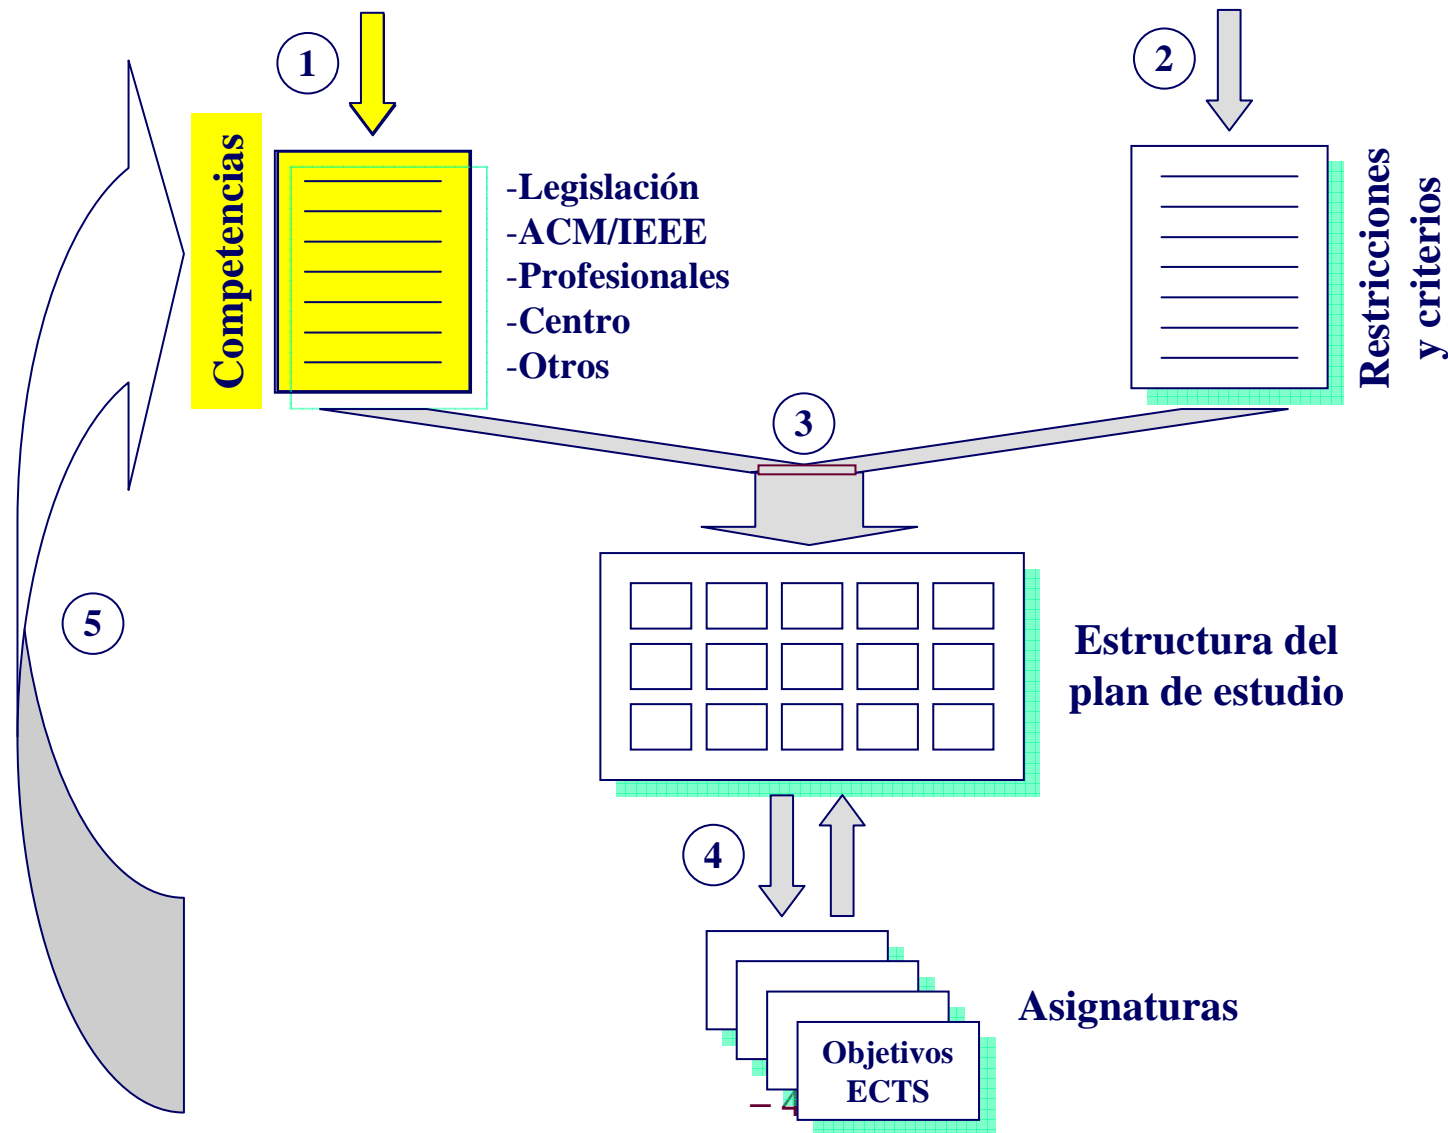 1
2
Competencias
-Legislación
-ACM/IEEE
-Profesionales
-Centro
-Otros
Restricciones
y criterios
3
5
Estructura del
plan de estudio
4
Asignaturas
Objetivos
ECTS
– 4